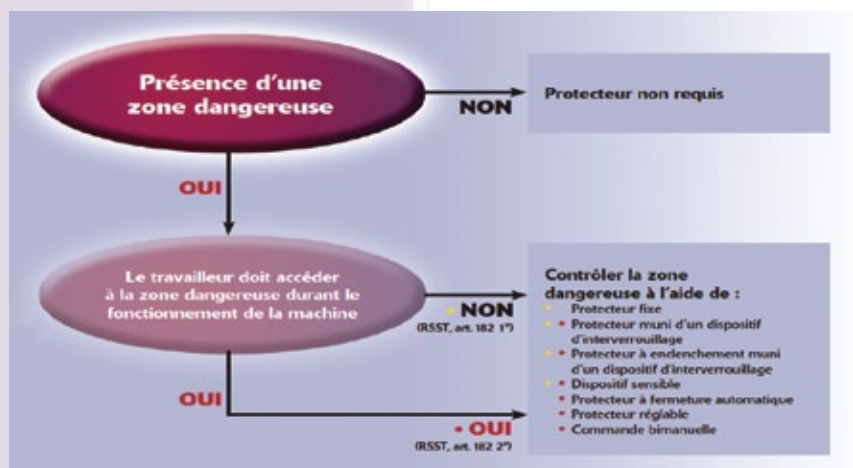 Présence d'une
zone dangereuse
NON
Protecteur non requis
OUI
Le travailleur doit accéder
à la zone dangereuse durant le
fonctionnement de la machine
• NON
(RSST, art. 182 1°)
Contrôler la zone
dangereuse à l'aide de :
• Protecteur fixe
• • Protecteur muni d'un dispositif
d'interverrouillage
• • Protecteur à enclenchement muni
d'un dispositif d'interverrouillage
• • Dispositif sensible
• Protecteur à fermeture automatique
• Protecteur réglable
• Commande bimanuelle
OUI
• OUI
(RSST, art. 182 2°)